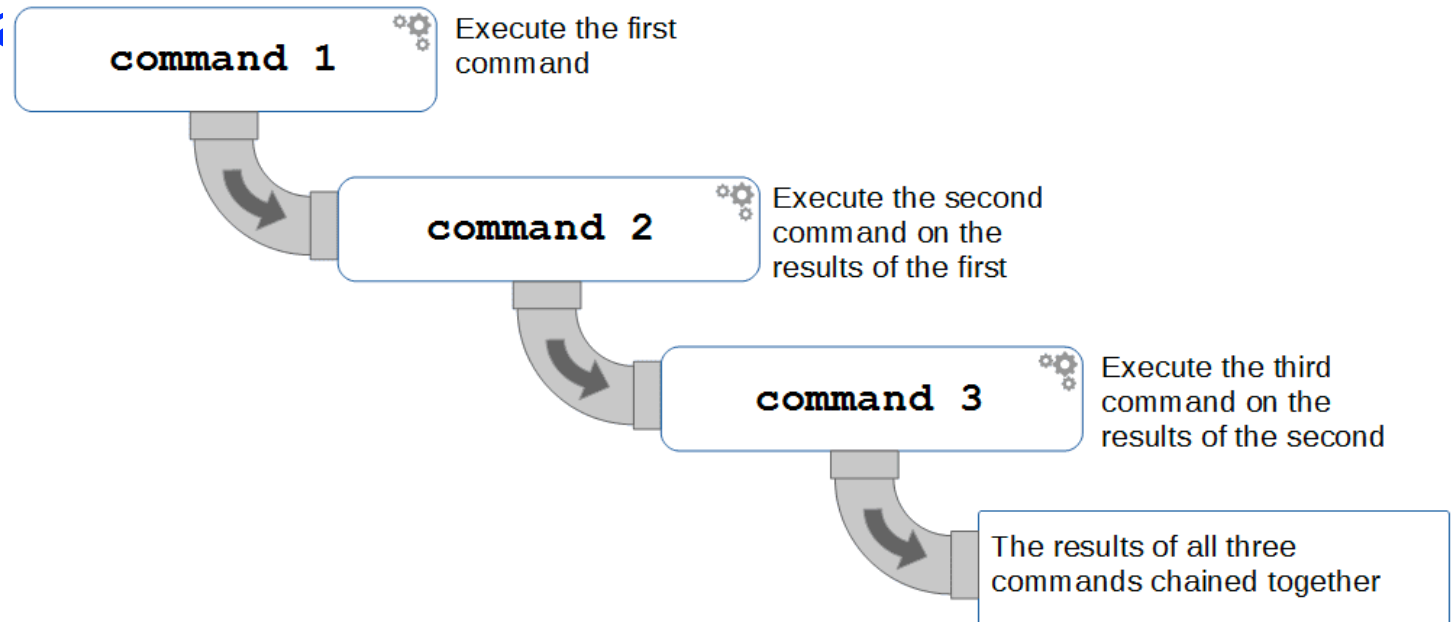 command 1
Execute the first
command
command 2
Execute the second
command on the
results of the first
command 3
Execute the third
command on the
results of the second
The results of all three
commands chained together